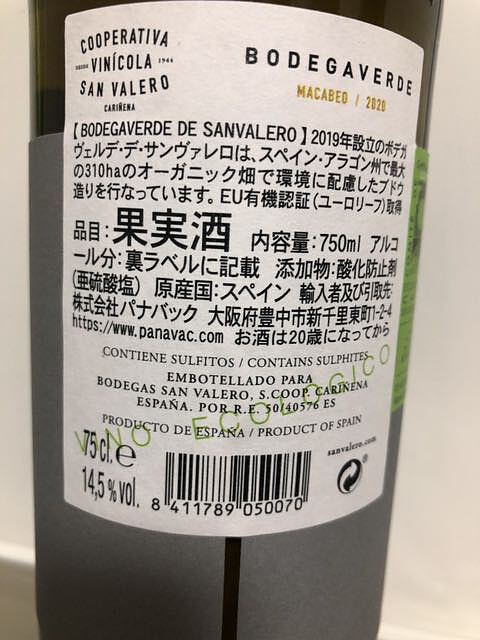 COOPERATIVA
DESDE VINÍCOLA 1944
SAN VALERO
CARIÑENA
BODEGAVERDE
MACABEO / 2020
【 BODEGAVERDE DE SANVALERO 】2019年設立のボデガ
ヴェルデ・デ・サンヴァレロは、スペイン・アラゴン州で最大
の310haのオーガニック畑で環境に配慮したブドウ
造りを行なっています。EU有機認証(ユーロリーフ)取得
品目:果実酒 内容量:750ml アルコ
ール分:裏ラベルに記載 添加物:酸化防止剤
(亜硫酸塩) 原産国:スペイン 輸入者及び引取先:
株式会社パナバック 大阪府豊中市新千里東町1-2-4
https://www.panavac.com お酒は20歳になってから
CONTIENE SULFITOS / CONTAINS SULPHITES
EMBOTELLADO PARA
BODEGAS SAN VALERO, S.COOP. CARIÑENA
ESPAÑA. POR R.E. 50/40576 ES
VINO ECOLÓGICO
PRODUCTO DE ESPAÑA / PRODUCT OF SPAIN
sanvalero.com
75 cl. e
14,5 % vol.
8 411789 050070